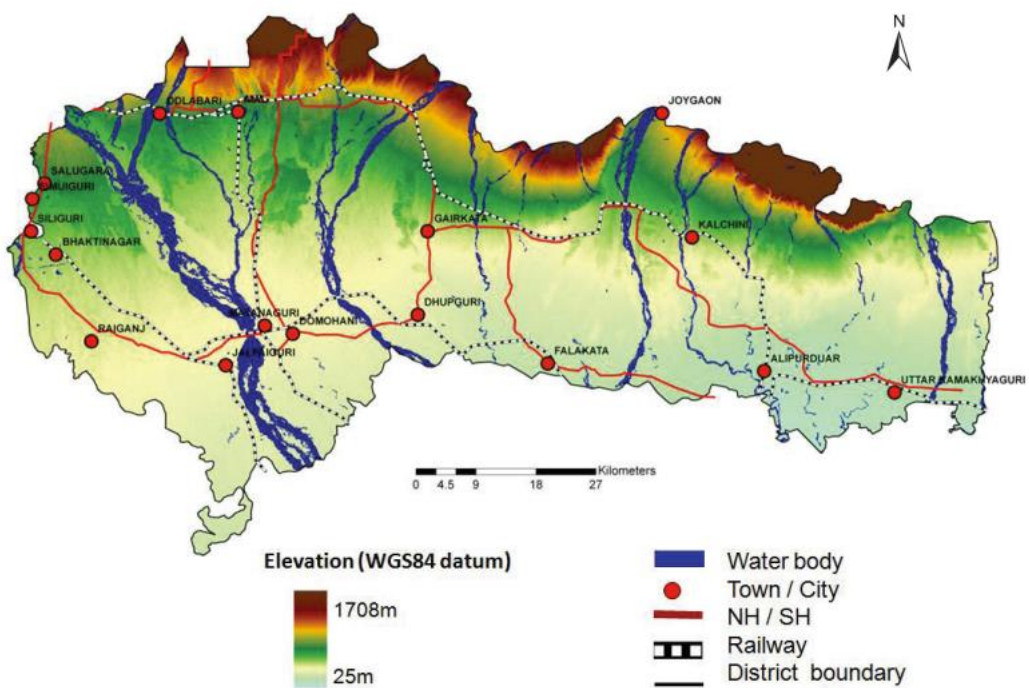 N
JOYGAON
ODLABARI
SALUGARA
MUIGURI
SILIGURI
GAIRKATA
KALCHINI
BHAKTINAGAR
DHUPGURI
DOMOHANI
RAIGANJ
JALPAIGURI
FALAKATA
ALIPURDUAR
UTTAR KAMAKHYAGURI
Kilometers
0 4.5 9 18 27
Elevation (WGS84 datum)
1708m
25m
Water body
Town / City
NH / SH
Railway
District boundary